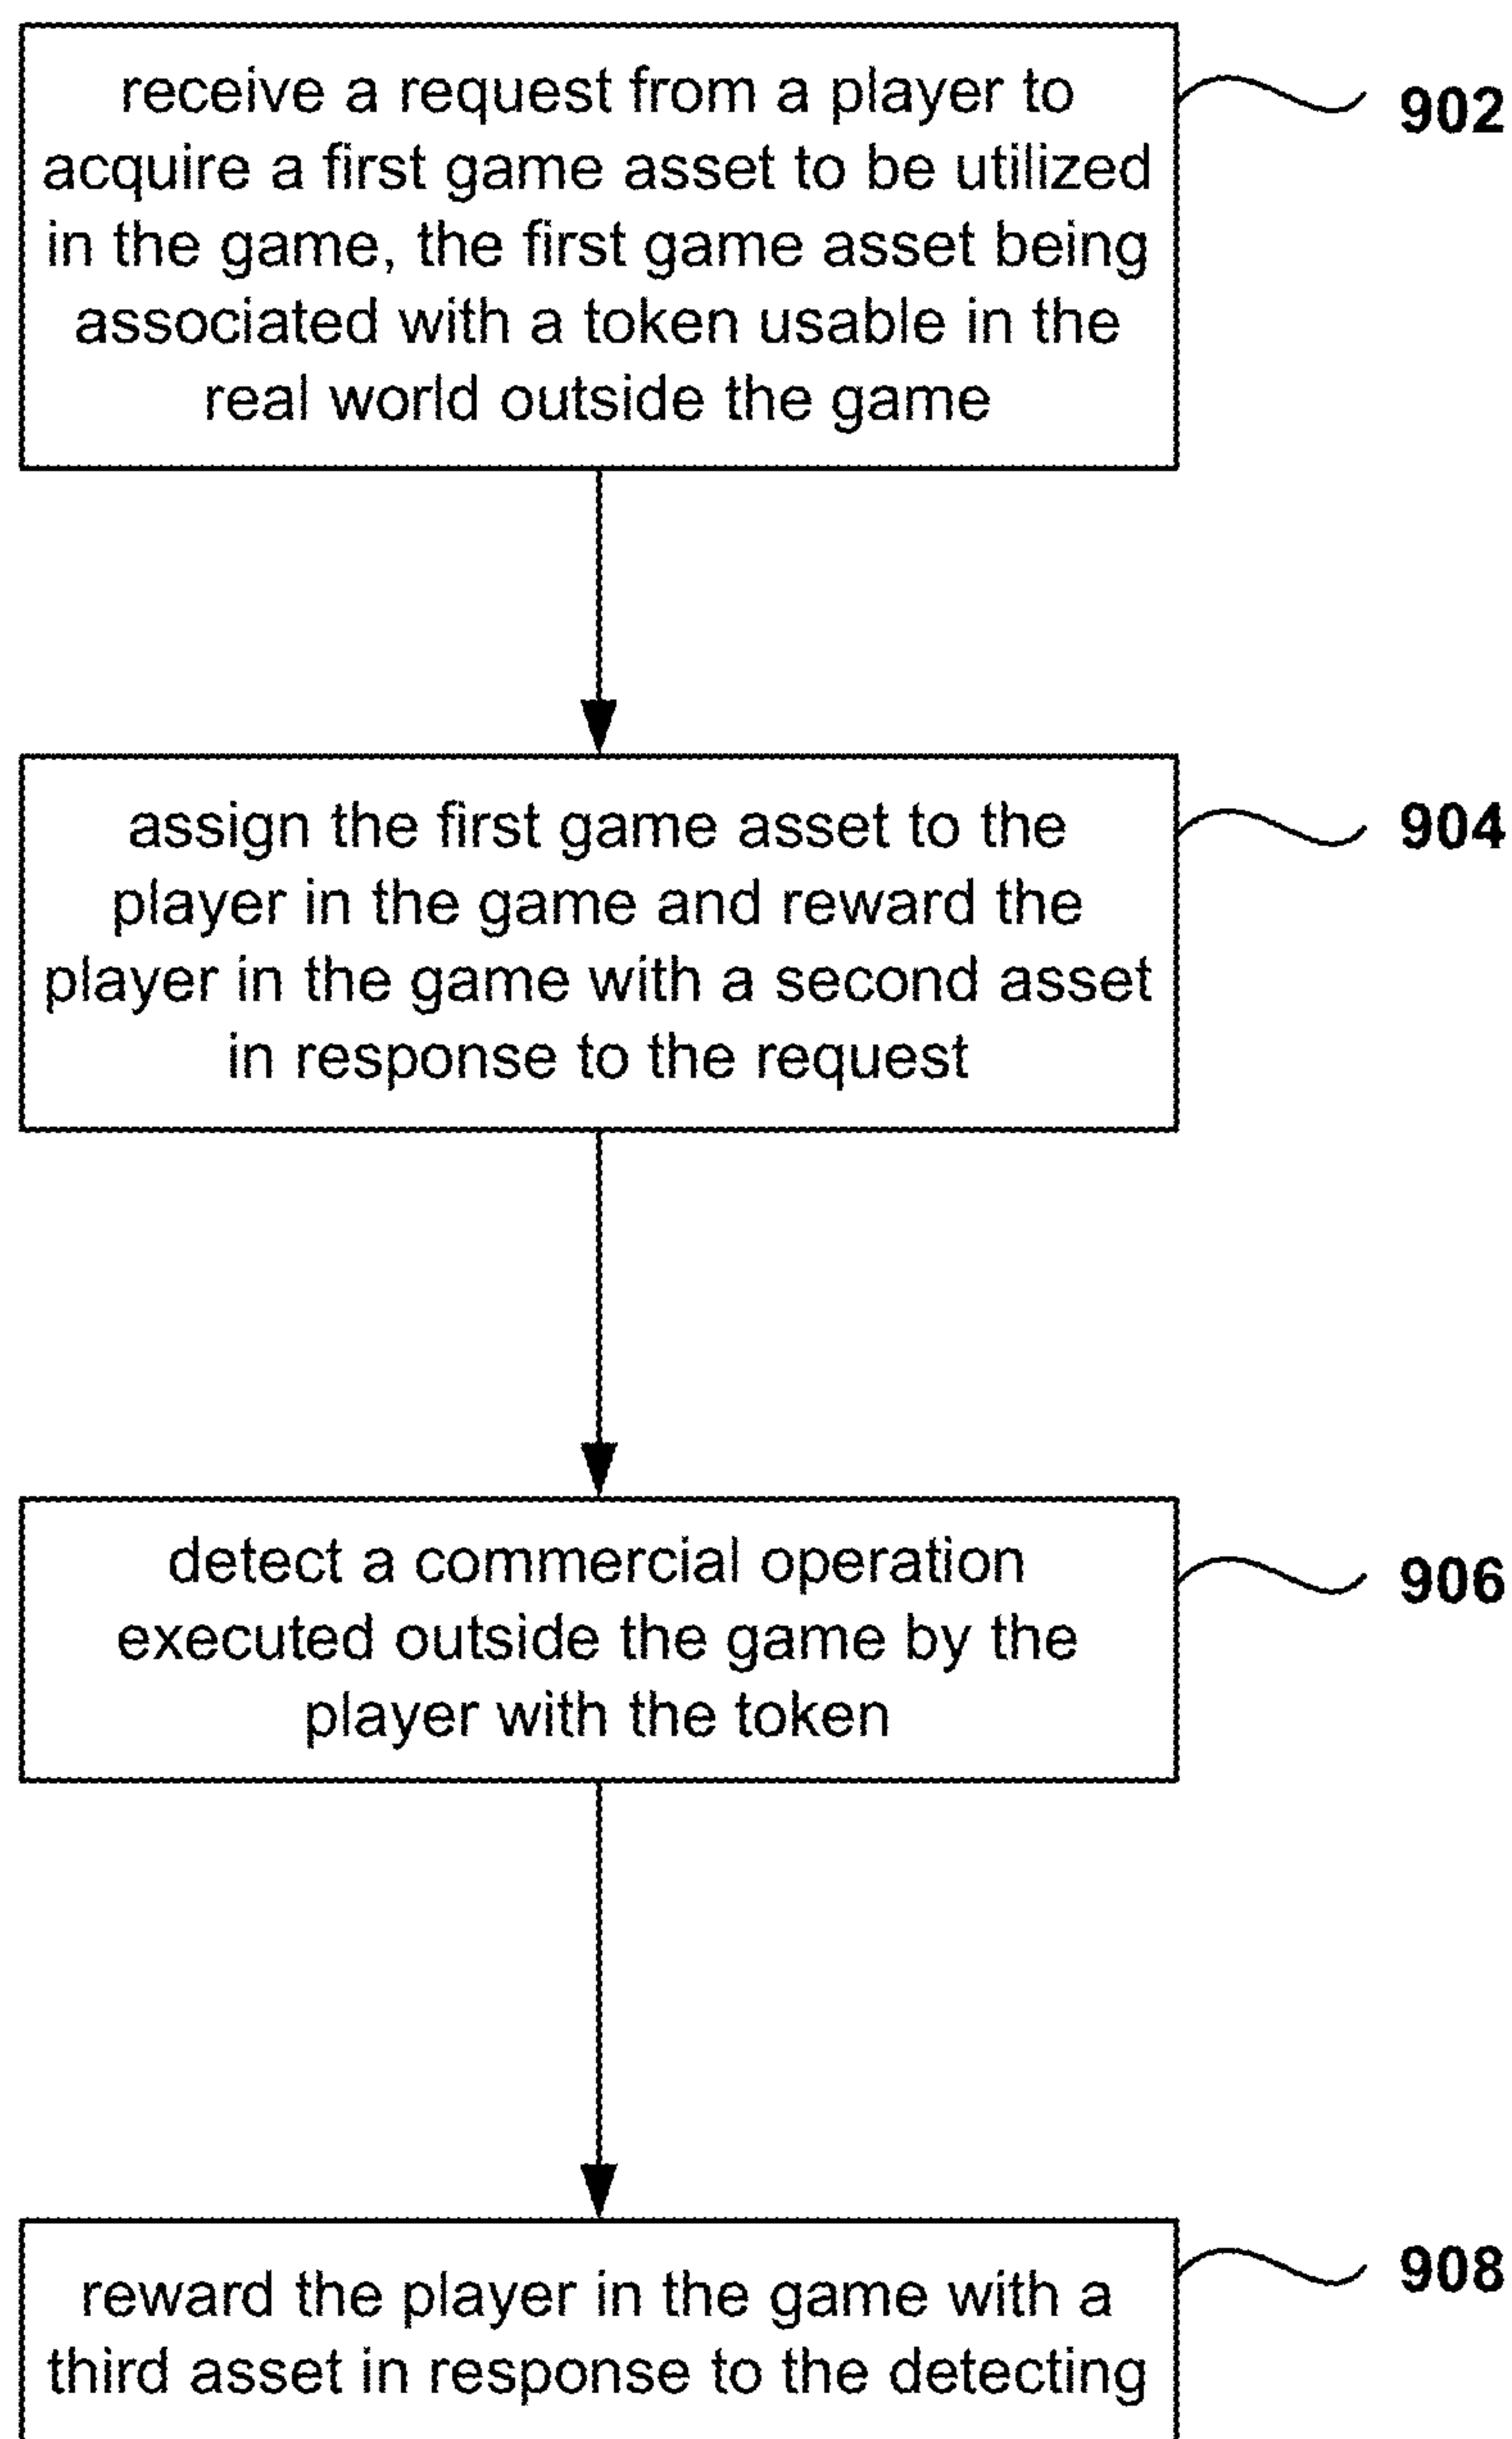 receive a request from a player to
acquire a first game asset to be utilized
in the game, the first game asset being
associated with a token usable in the
real world outside the game
902
assign the first game asset to the
player in the game and reward the
player in the game with a second asset
in response to the request
904
detect a commercial operation
executed outside the game by the
player with the token
906
reward the player in the game with a
third asset in response to the detecting
908